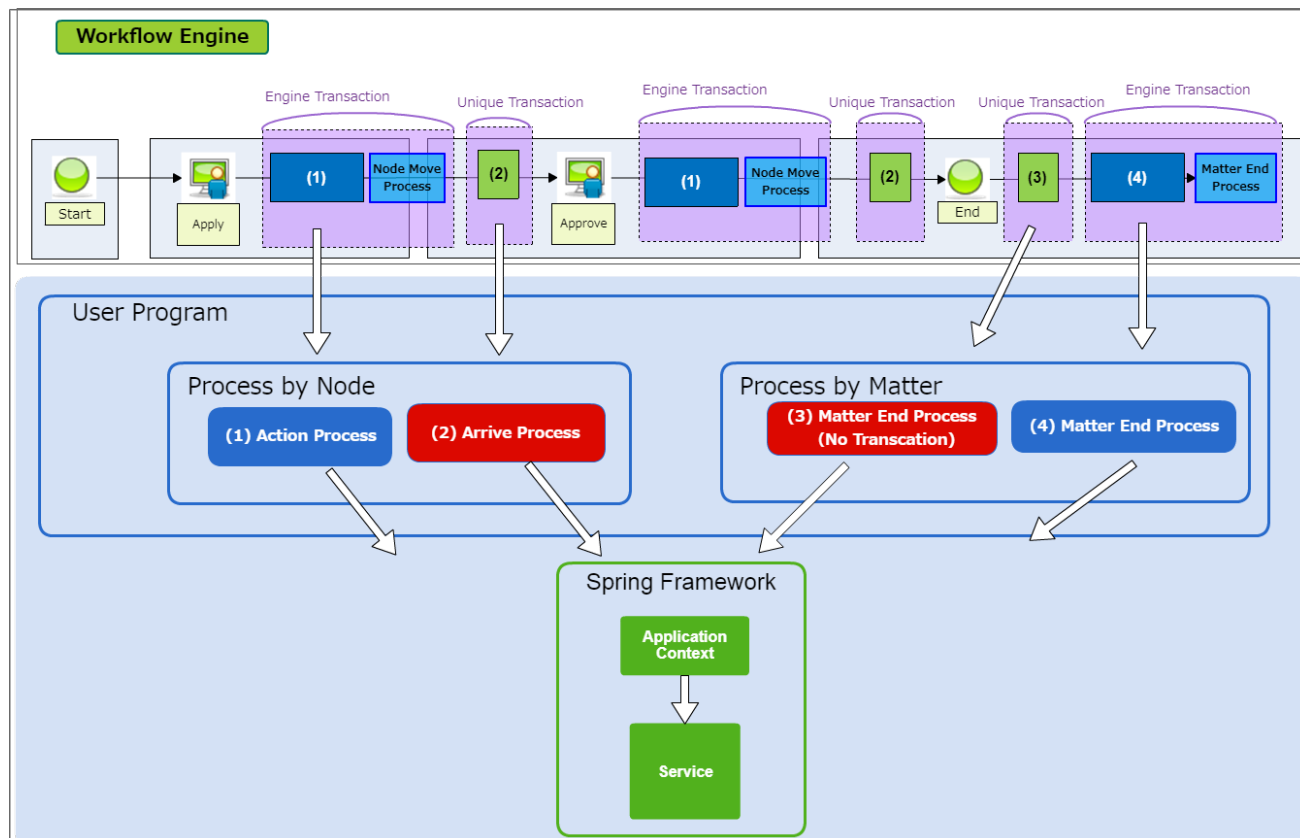 Workflow Engine
Engine Transaction
Unique Transaction
Engine Transaction
Unique Transaction
Unique Transaction
Engine Transaction
Start
Apply
(1)
Node Move
Process
(2)
Approve
(1)
Node Move
Process
(2)
End
(3)
(4)
Matter End
Process
User Program
Process by Node
(1) Action Process
(2) Arrive Process
Process by Matter
(3) Matter End Process
(No Transcation)
(4) Matter End Process
Spring Framework
Application
Context
Service